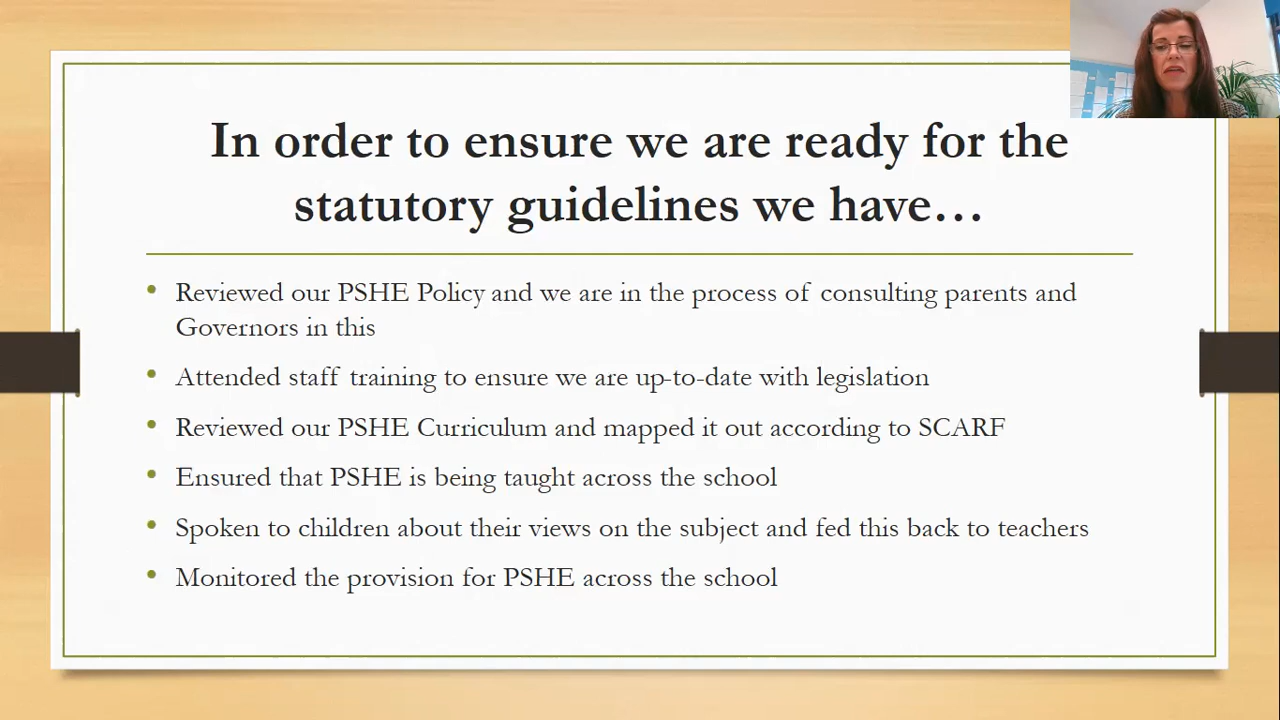 In order to ensure we are ready for the
statutory guidelines we have…
• Reviewed our PSHE Policy and we are in the process of consulting parents and
Governors in this
• Attended staff training to ensure we are up-to-date with legislation
• Reviewed our PSHE Curriculum and mapped it out according to SCARF
• Ensured that PSHE is being taught across the school
• Spoken to children about their views on the subject and fed this back to teachers
• Monitored the provision for PSHE across the school